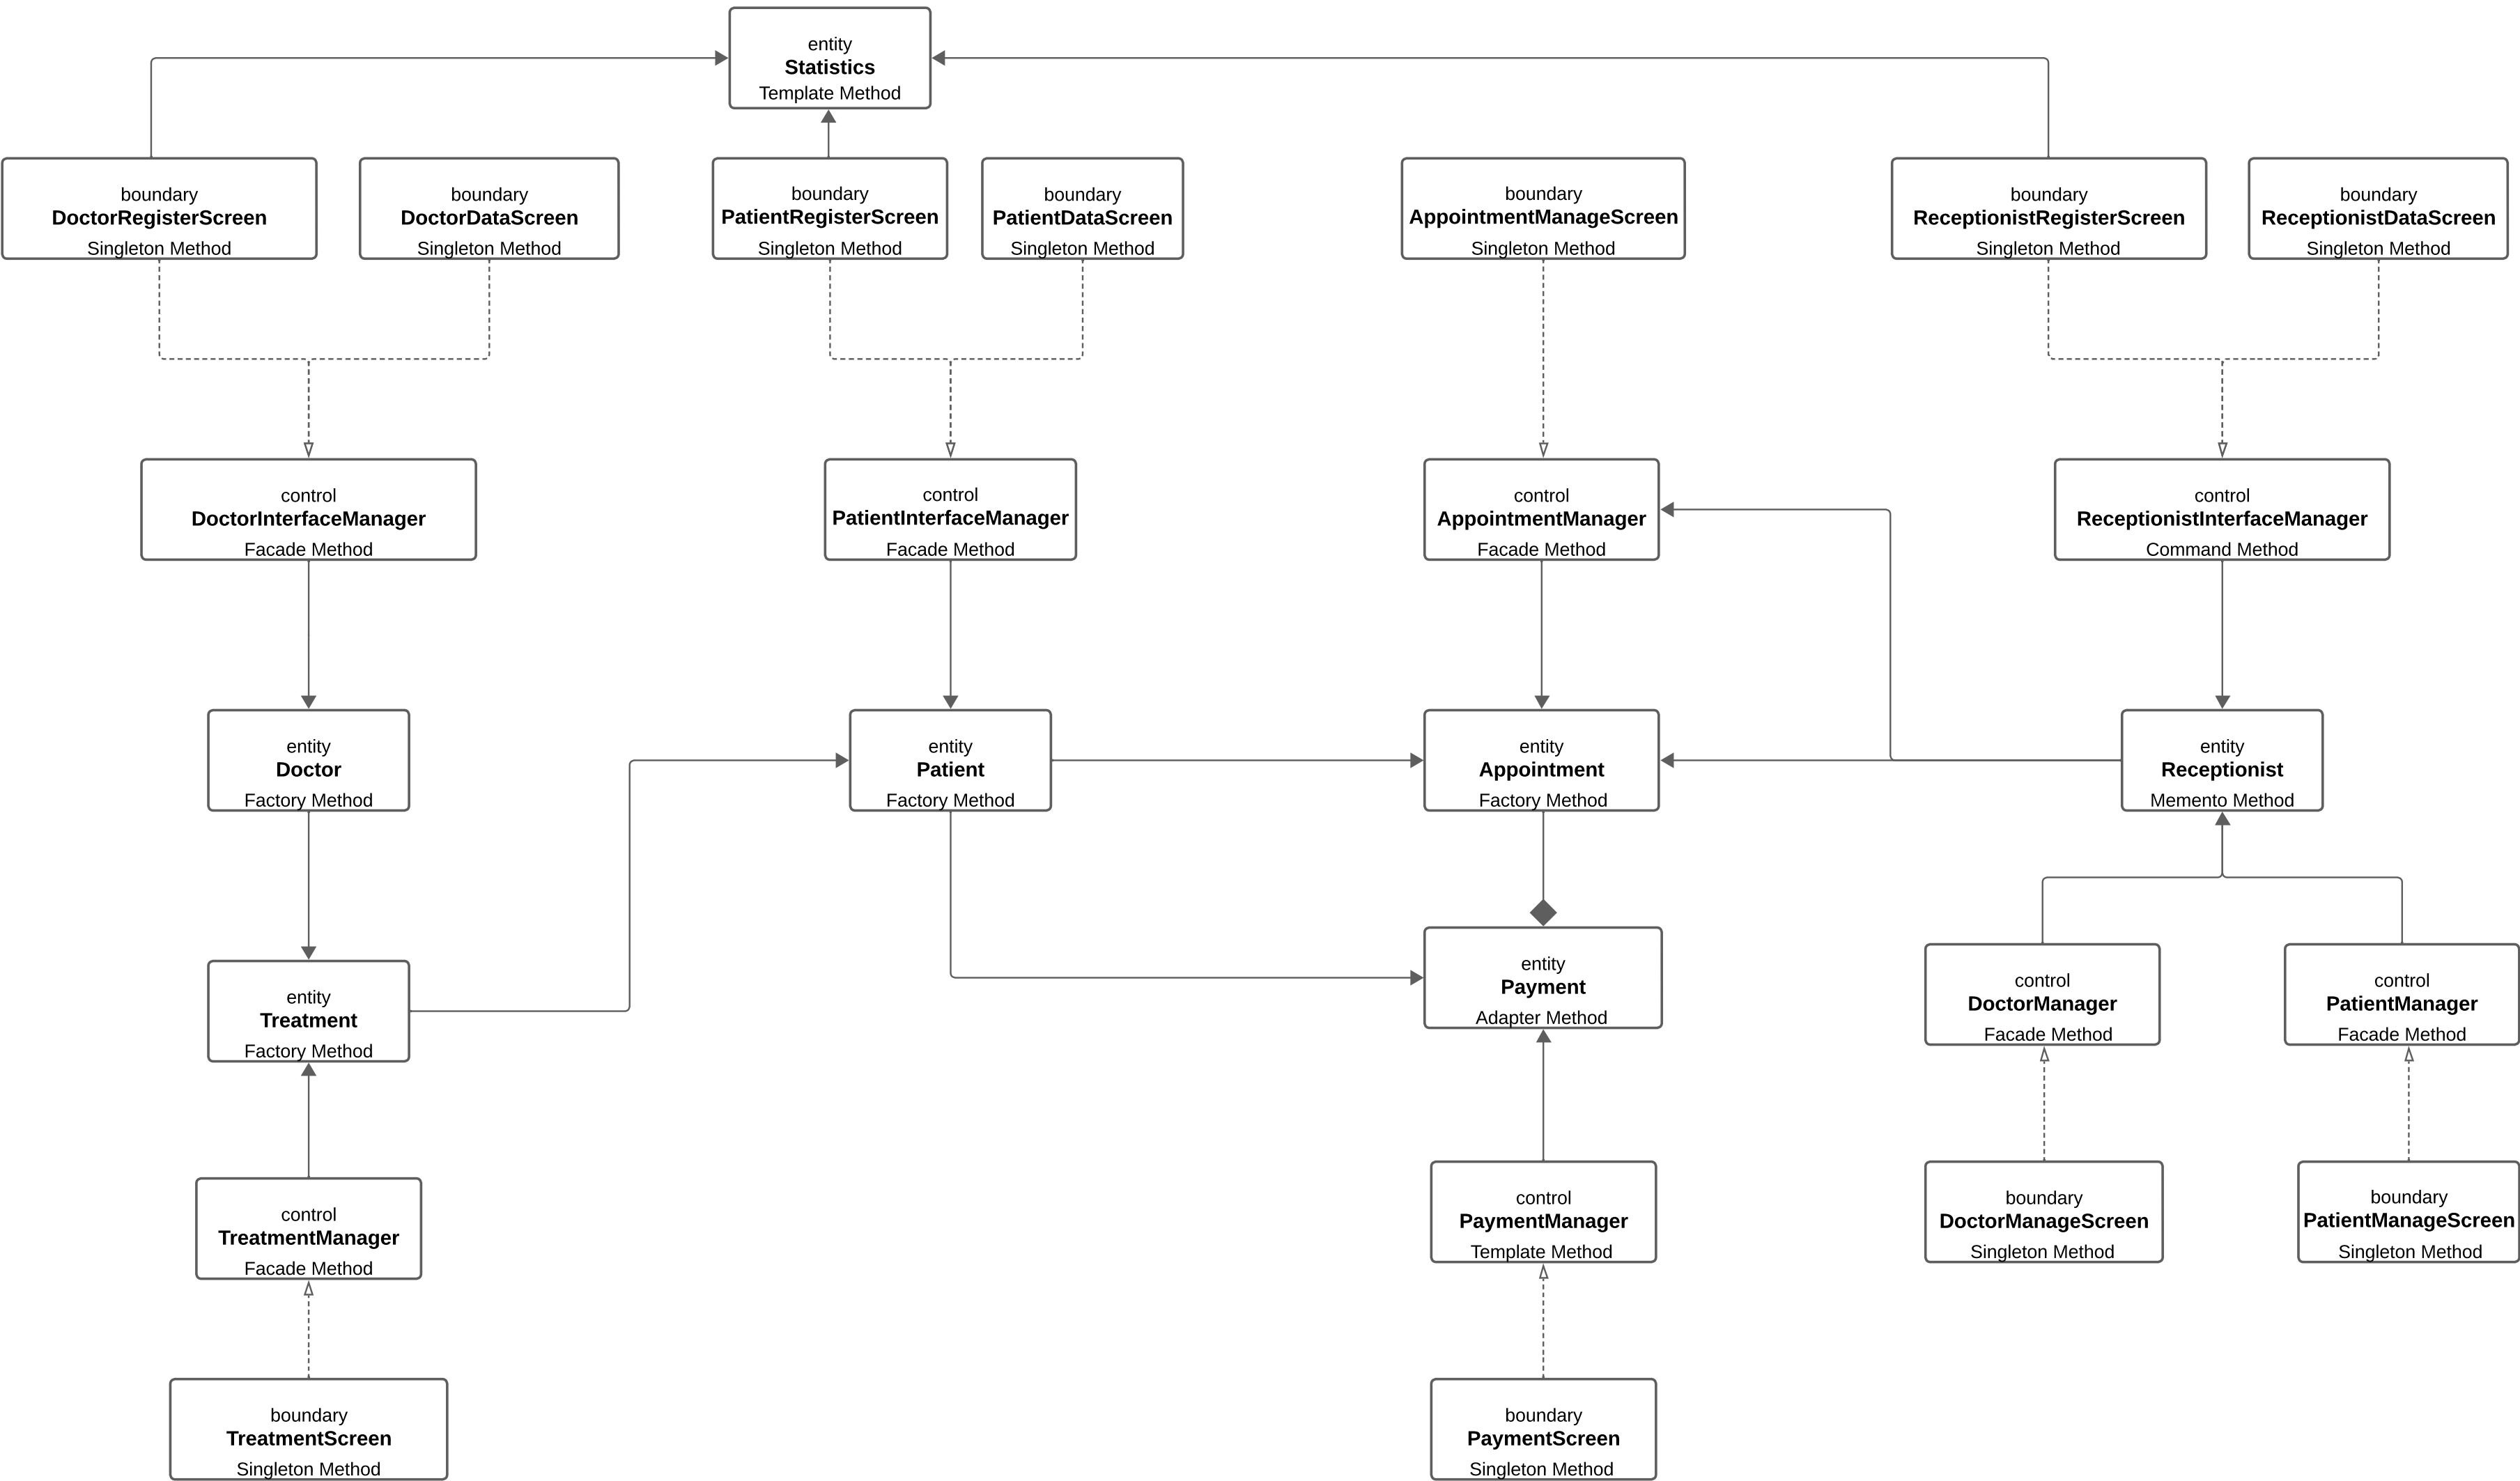 entity
Statistics
Template Method
boundary
DoctorRegisterScreen
Singleton Method
boundary
DoctorDataScreen
Singleton Method
boundary
PatientRegisterScreen
Singleton Method
boundary
PatientDataScreen
Singleton Method
boundary
AppointmentManageScreen
Singleton Method
boundary
ReceptionistRegisterScreen
Singleton Method
boundary
ReceptionistDataScreen
Singleton Method
control
DoctorInterfaceManager
Facade Method
control
PatientInterfaceManager
Facade Method
control
AppointmentManager
Facade Method
control
ReceptionistInterfaceManager
Command Method
entity
Doctor
Factory Method
entity
Patient
Factory Method
entity
Appointment
Factory Method
entity
Receptionist
Memento Method
entity
Treatment
Factory Method
entity
Payment
Adapter Method
control
DoctorManager
Facade Method
control
PatientManager
Facade Method
control
TreatmentManager
Facade Method
control
PaymentManager
Template Method
boundary
DoctorManageScreen
Singleton Method
boundary
PatientManageScreen
Singleton Method
boundary
TreatmentScreen
Singleton Method
boundary
PaymentScreen
Singleton Method